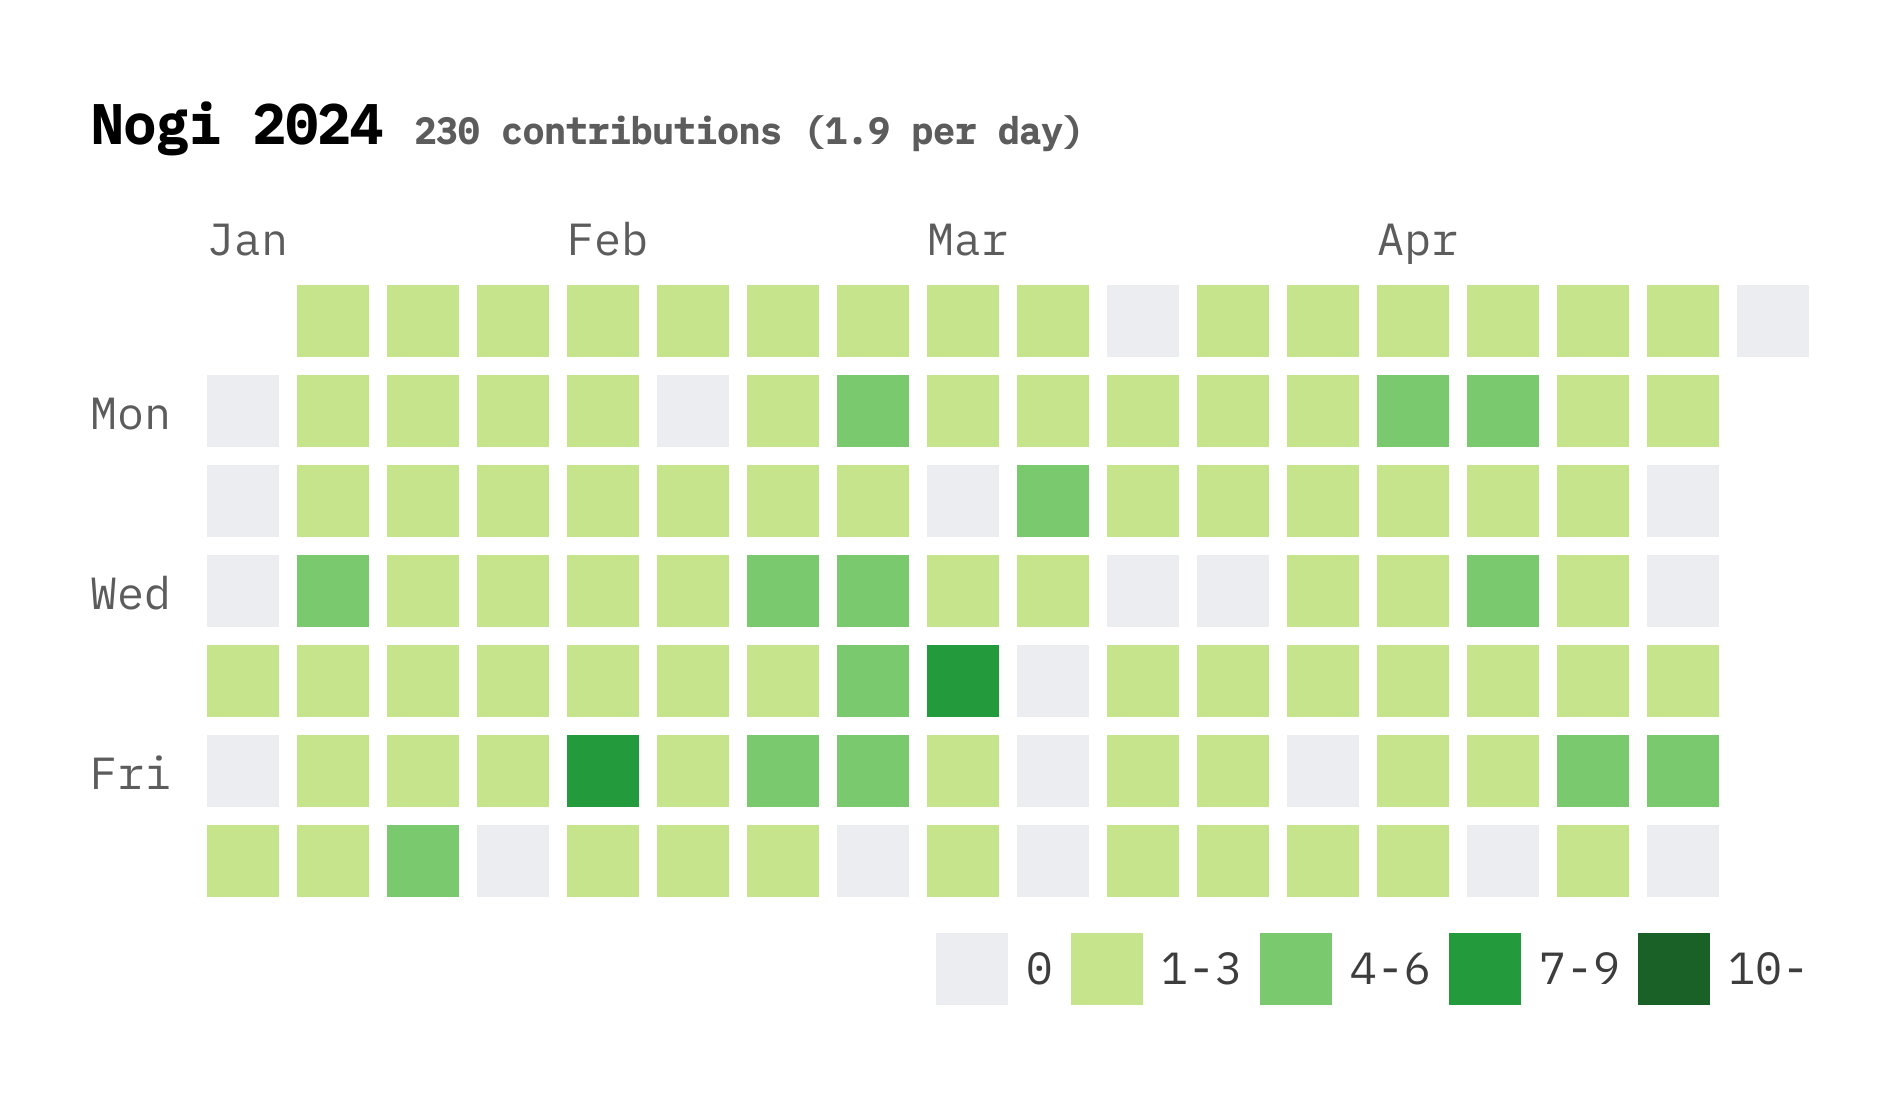 Nogi 2024 230 contributions (1.9 per day)
Jan Feb Mar Apr
Mon
Wed
Fri
0 1-3 4-6 7-9 10-